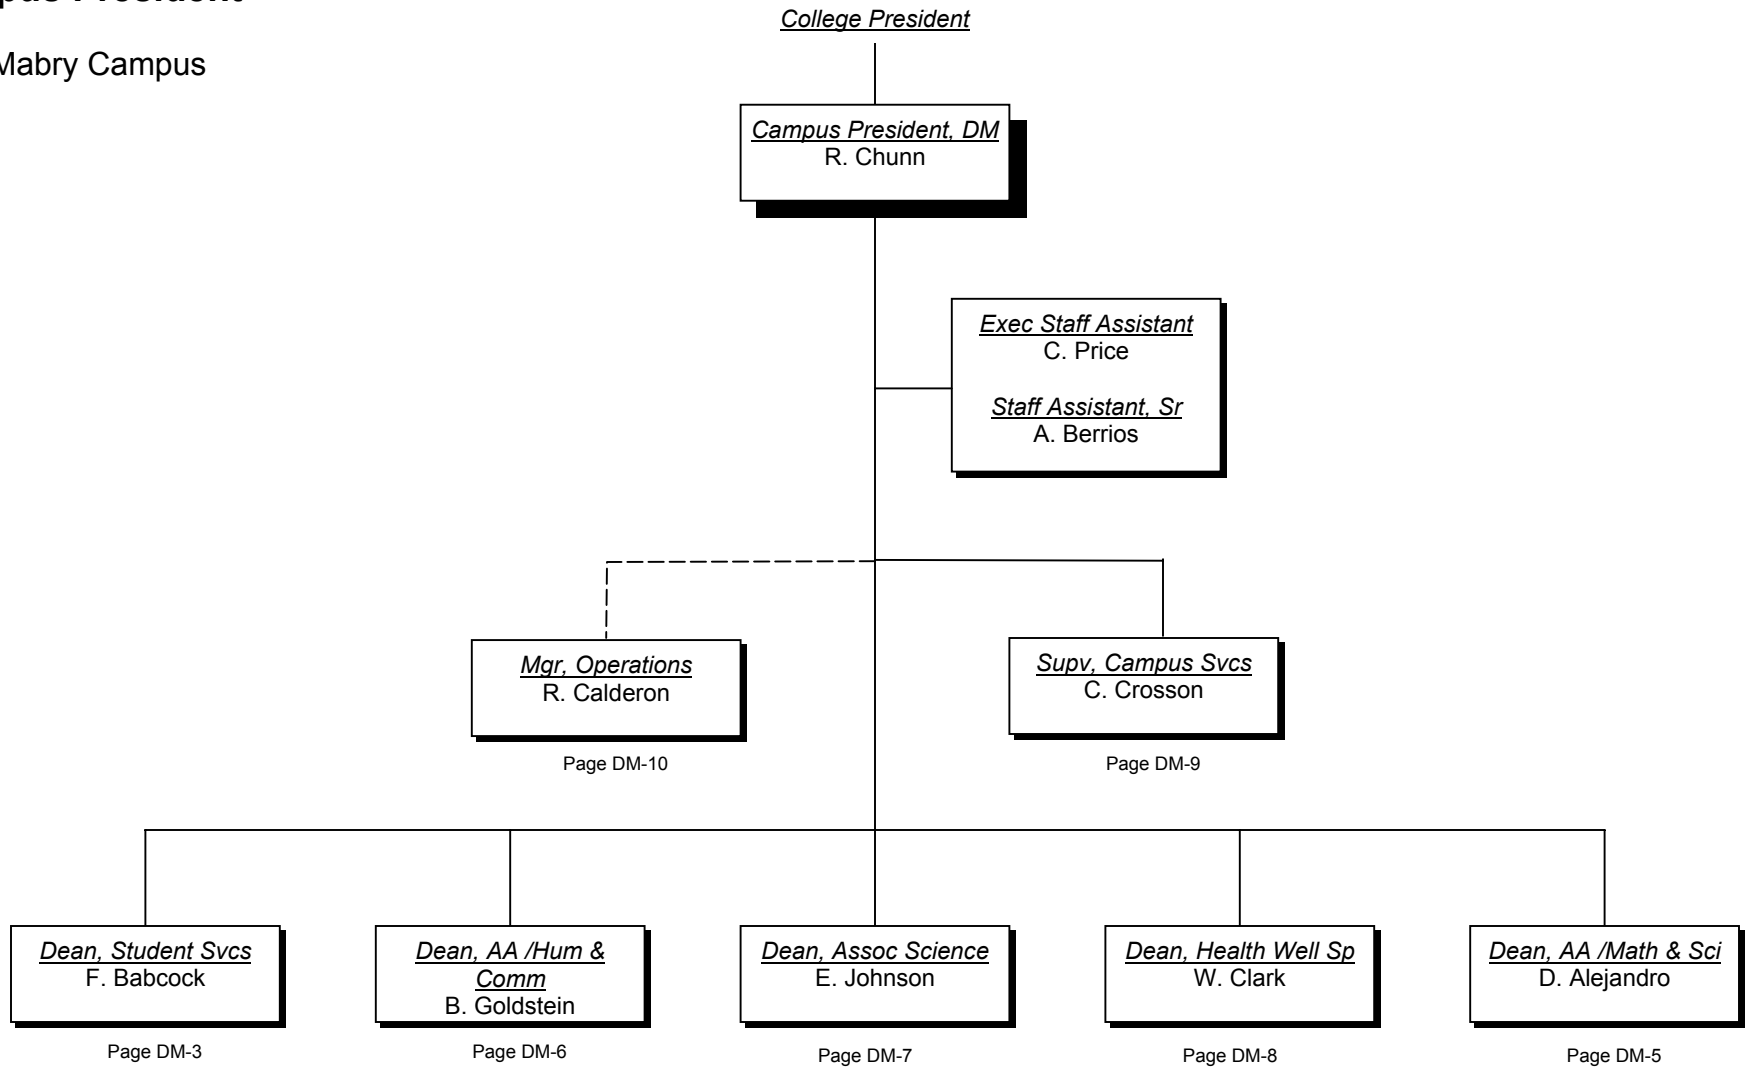 College President
Mabry Campus
Campus President, DM
R. Chunn
Exec Staff Assistant
C. Price
Staff Assistant, Sr
A. Berrios
Mgr, Operations
R. Calderon
Supv, Campus Svcs
C. Crosson
Page DM-10
Page DM-9
Dean, Student Svcs
F. Babcock
Dean, AA /Hum &
Comm
B. Goldstein
Dean, Assoc Science
E. Johnson
Dean, Health Well Sp
W. Clark
Dean, AA /Math & Sci
D. Alejandro
Page DM-3
Page DM-6
Page DM-7
Page DM-8
Page DM-5